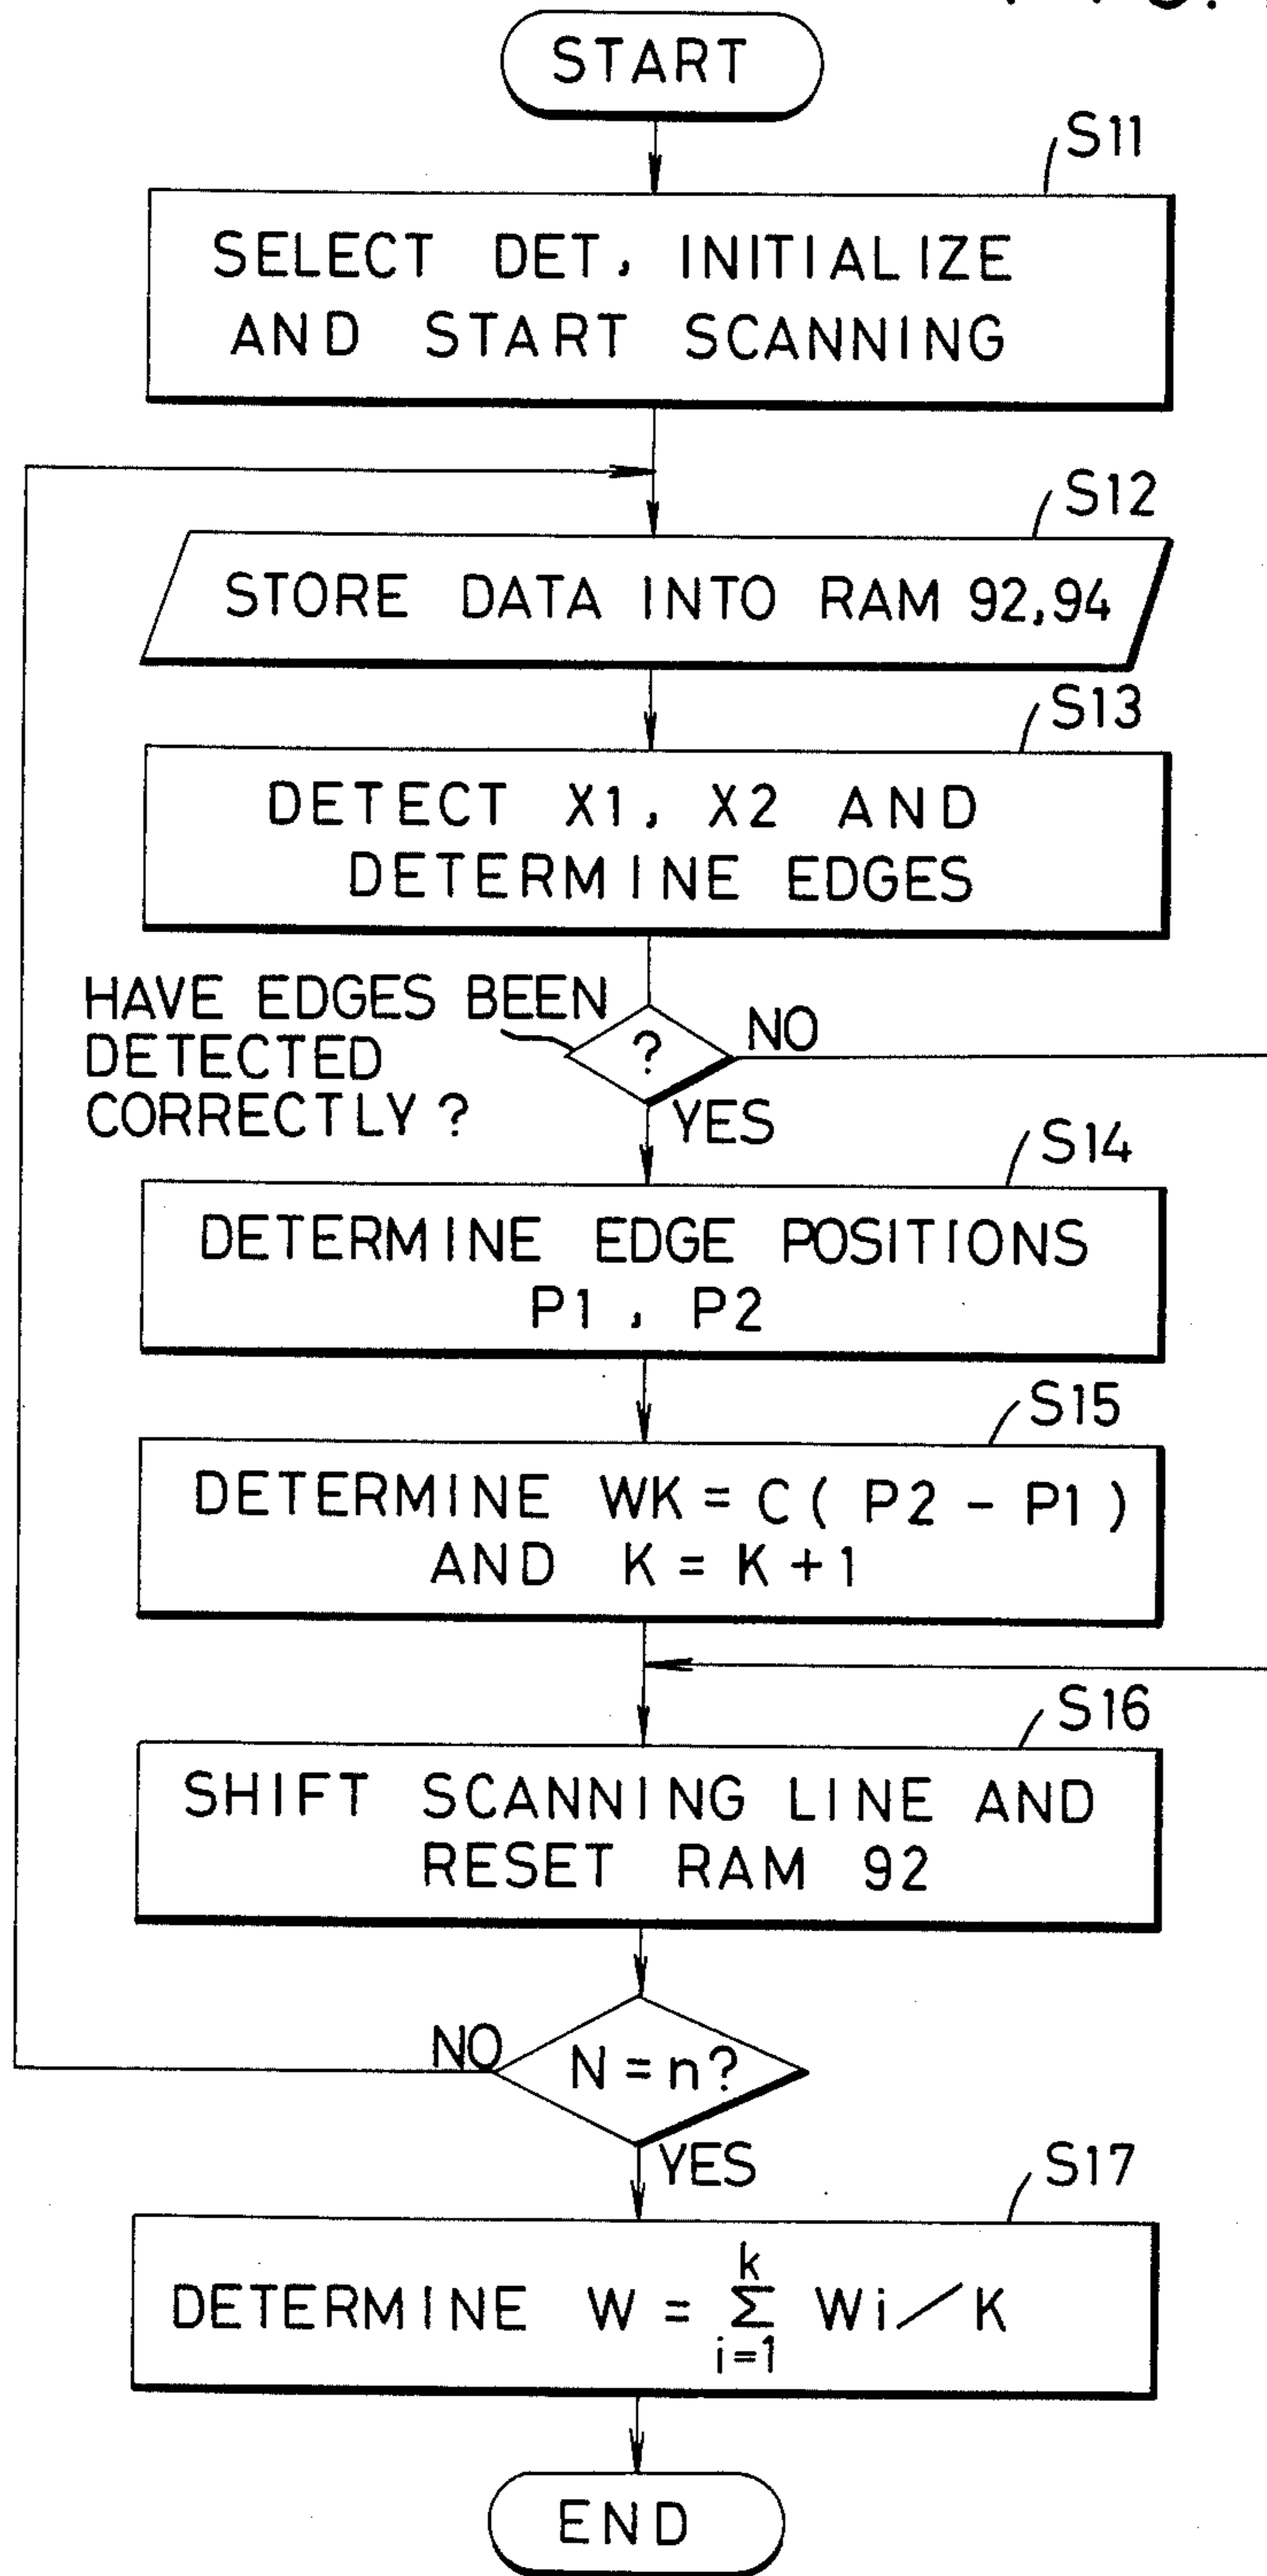 START
S11
SELECT DET, INITIALIZE
AND START SCANNING
S12
STORE DATA INTO RAM 92,94
S13
DETECT X1, X2 AND
DETERMINE EDGES
HAVE EDGES BEEN
DETECTED
CORRECTLY?
?
NO
YES
S14
DETERMINE EDGE POSITIONS
P1, P2
S15
DETERMINE WK = C( P2 - P1 )
AND K = K + 1
S16
SHIFT SCANNING LINE AND
RESET RAM 92
NO
N = n?
YES
S17
DETERMINE W = k∑i=1 Wi／K
END